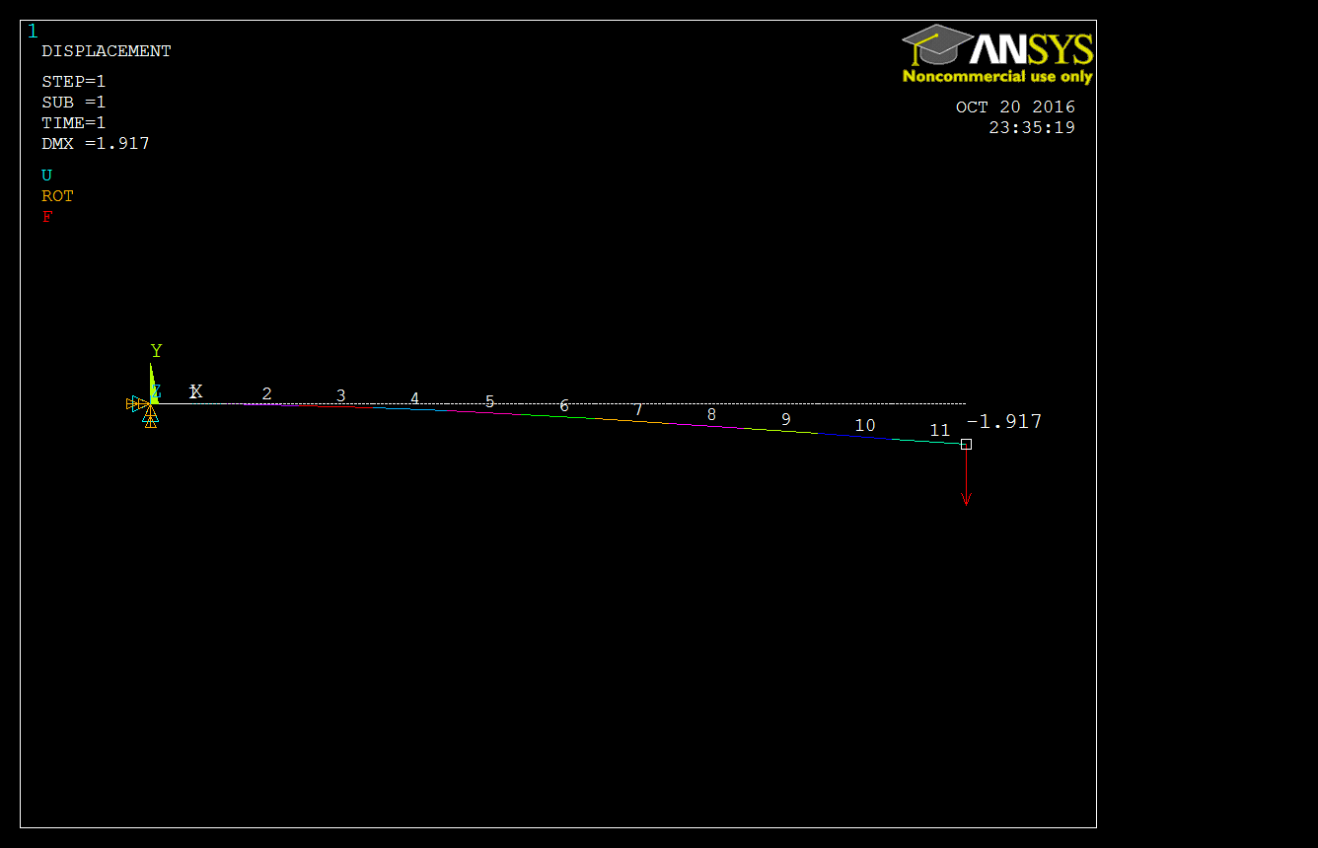 1
DISPLACEMENT
STEP=1
SUB =1
TIME=1
DMX =1.917
U
ROT
F
ANSYS
Noncommercial use only
OCT 20 2016
23:35:19
Y
Z
X
2 3 4 5 6 7 8 9 10 11
-1.917